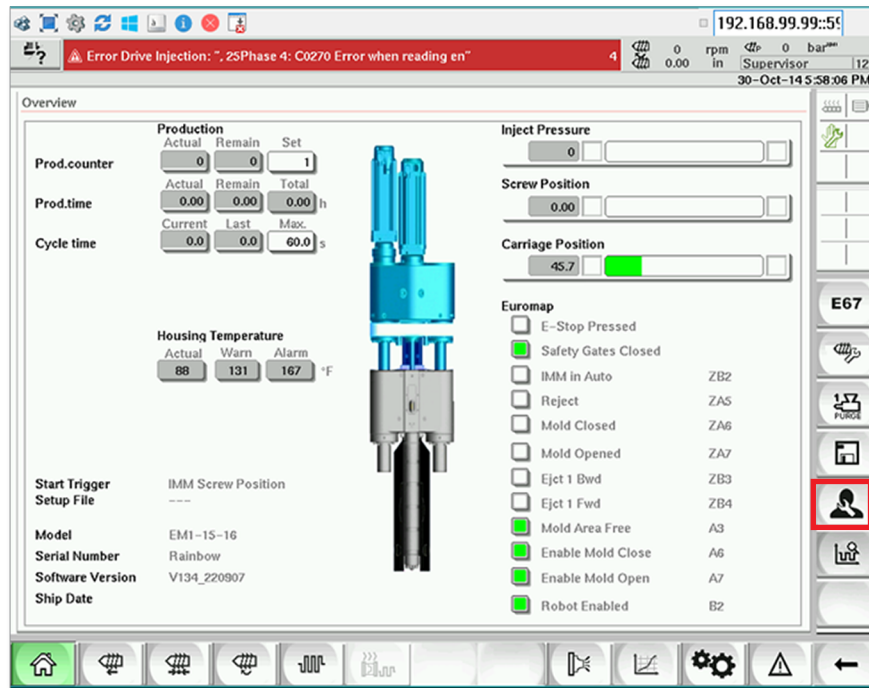 192.168.99.99::59
Error Drive Injection: ", 25Phase 4: C0270 Error when reading en" 4
0 rpm 0 bar
0.00 in Supervisor 12
30-Oct-14 5:58:06 PM
Overview
Production
Actual Remain Set
Prod.counter 0 0 1
Actual Remain Total
Prod.time 0.00 0.00 0.00 h
Current Last Max.
Cycle time 0.0 0.0 60.0 s
Housing Temperature
Actual Warn Alarm
88 131 167 °F
Start Trigger IMM Screw Position
Setup File ---
Model EM1-15-16
Serial Number Rainbow
Software Version V134_220907
Ship Date
Inject Pressure
0
Screw Position
0.00
Carriage Position
45.7
Euromap
E-Stop Pressed
Safety Gates Closed
IMM in Auto ZB2
Reject ZA5
Mold Closed ZA6
Mold Opened ZA7
Ejct 1 Bwd ZB3
Ejct 1 Fwd ZB4
Mold Area Free A3
Enable Mold Close A6
Enable Mold Open A7
Robot Enabled B2
E67
PURGE